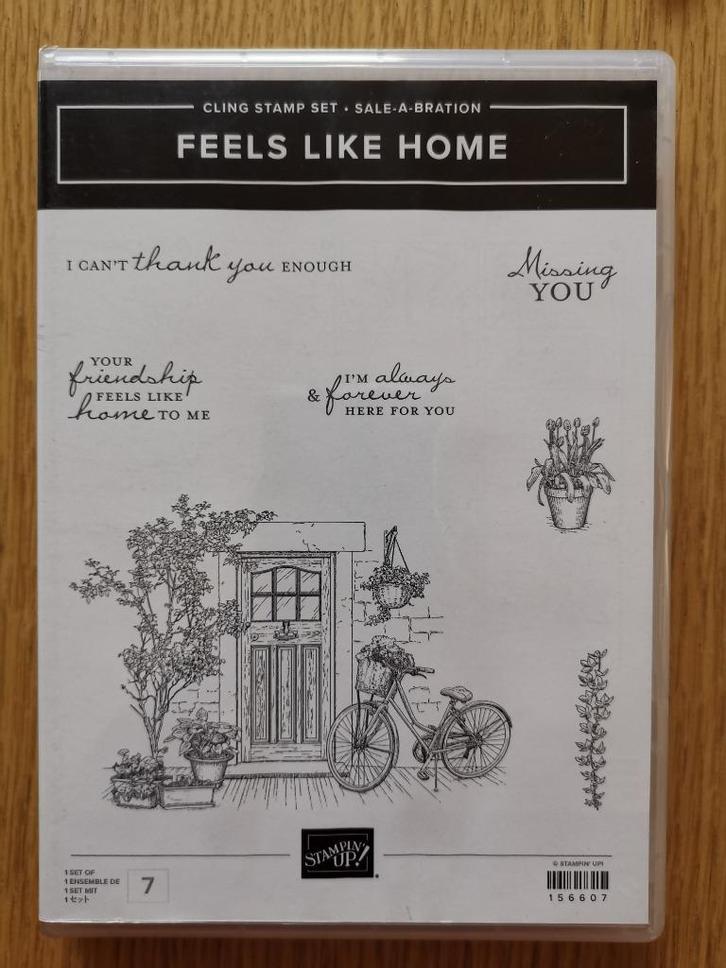 CLING STAMP SET • SALE-A-BRATION
FEELS LIKE HOME
I CAN'T thank you ENOUGH
Missing
YOU
YOUR
friendship
FEELS LIKE
home TO ME
I'M always
& forever
HERE FOR YOU
STAMPIN'
UP!®
1 SET OF
1 ENSEMBLE DE
1 SET MIT
1セット
7
© STAMPIN' UP!
156607